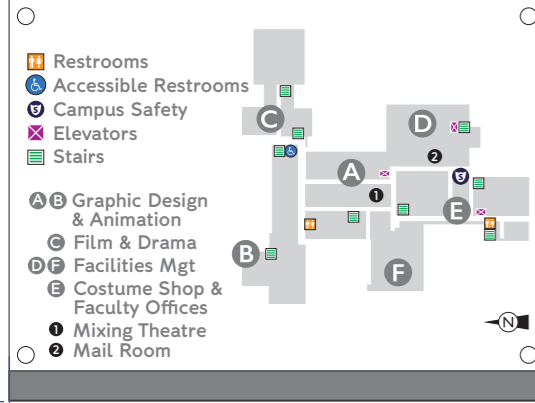 Restrooms
Accessible Restrooms
S Campus Safety
Elevators
Stairs
A B Graphic Design
& Animation
C Film & Drama
D F Facilities Mgt
E Costume Shop &
Faculty Offices
1 Mixing Theatre
2 Mail Room
C
D
2
A
S
1
E
B
F
N